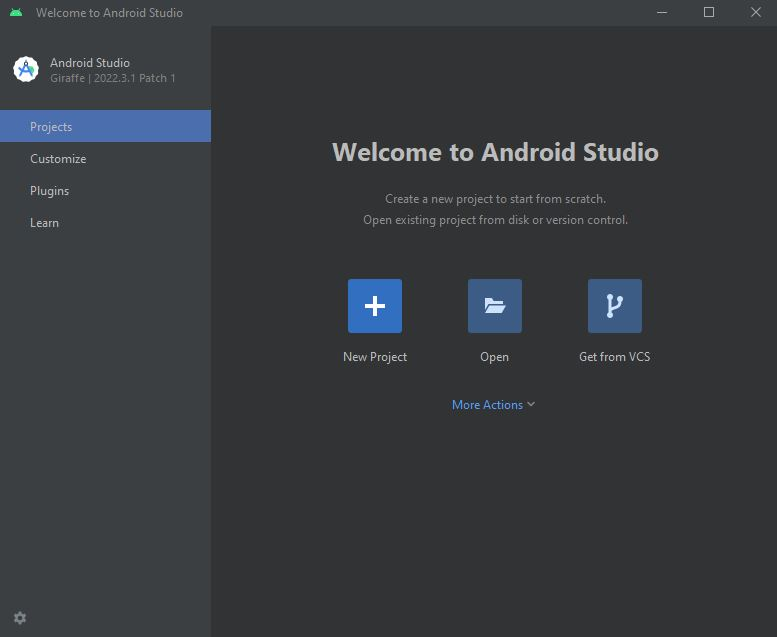 Welcome to Android Studio
Android Studio
Giraffe | 2022.3.1 Patch 1
Projects
Customize
Plugins
Learn
Welcome to Android Studio
Create a new project to start from scratch.
Open existing project from disk or version control.
New Project
Open
Get from VCS
More Actions